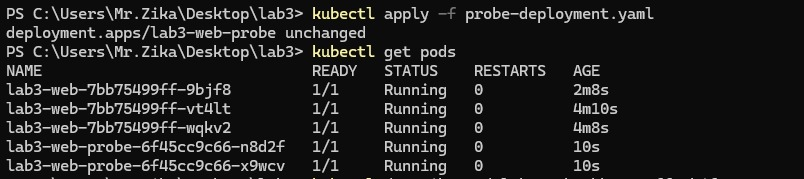 PS C:\Users\Mr.Zika\Desktop\lab3> kubectl apply -f probe-deployment.yaml
deployment.apps/lab3-web-probe unchanged
PS C:\Users\Mr.Zika\Desktop\lab3> kubectl get pods
NAME                              READY   STATUS    RESTARTS   AGE
lab3-web-7bb75499ff-9bjf8         1/1     Running   0          2m8s
lab3-web-7bb75499ff-vt4lt         1/1     Running   0          4m10s
lab3-web-7bb75499ff-wqkv2         1/1     Running   0          4m8s
lab3-web-probe-6f45cc9c66-n8d2f   1/1     Running   0          10s
lab3-web-probe-6f45cc9c66-x9wcv   1/1     Running   0          10s